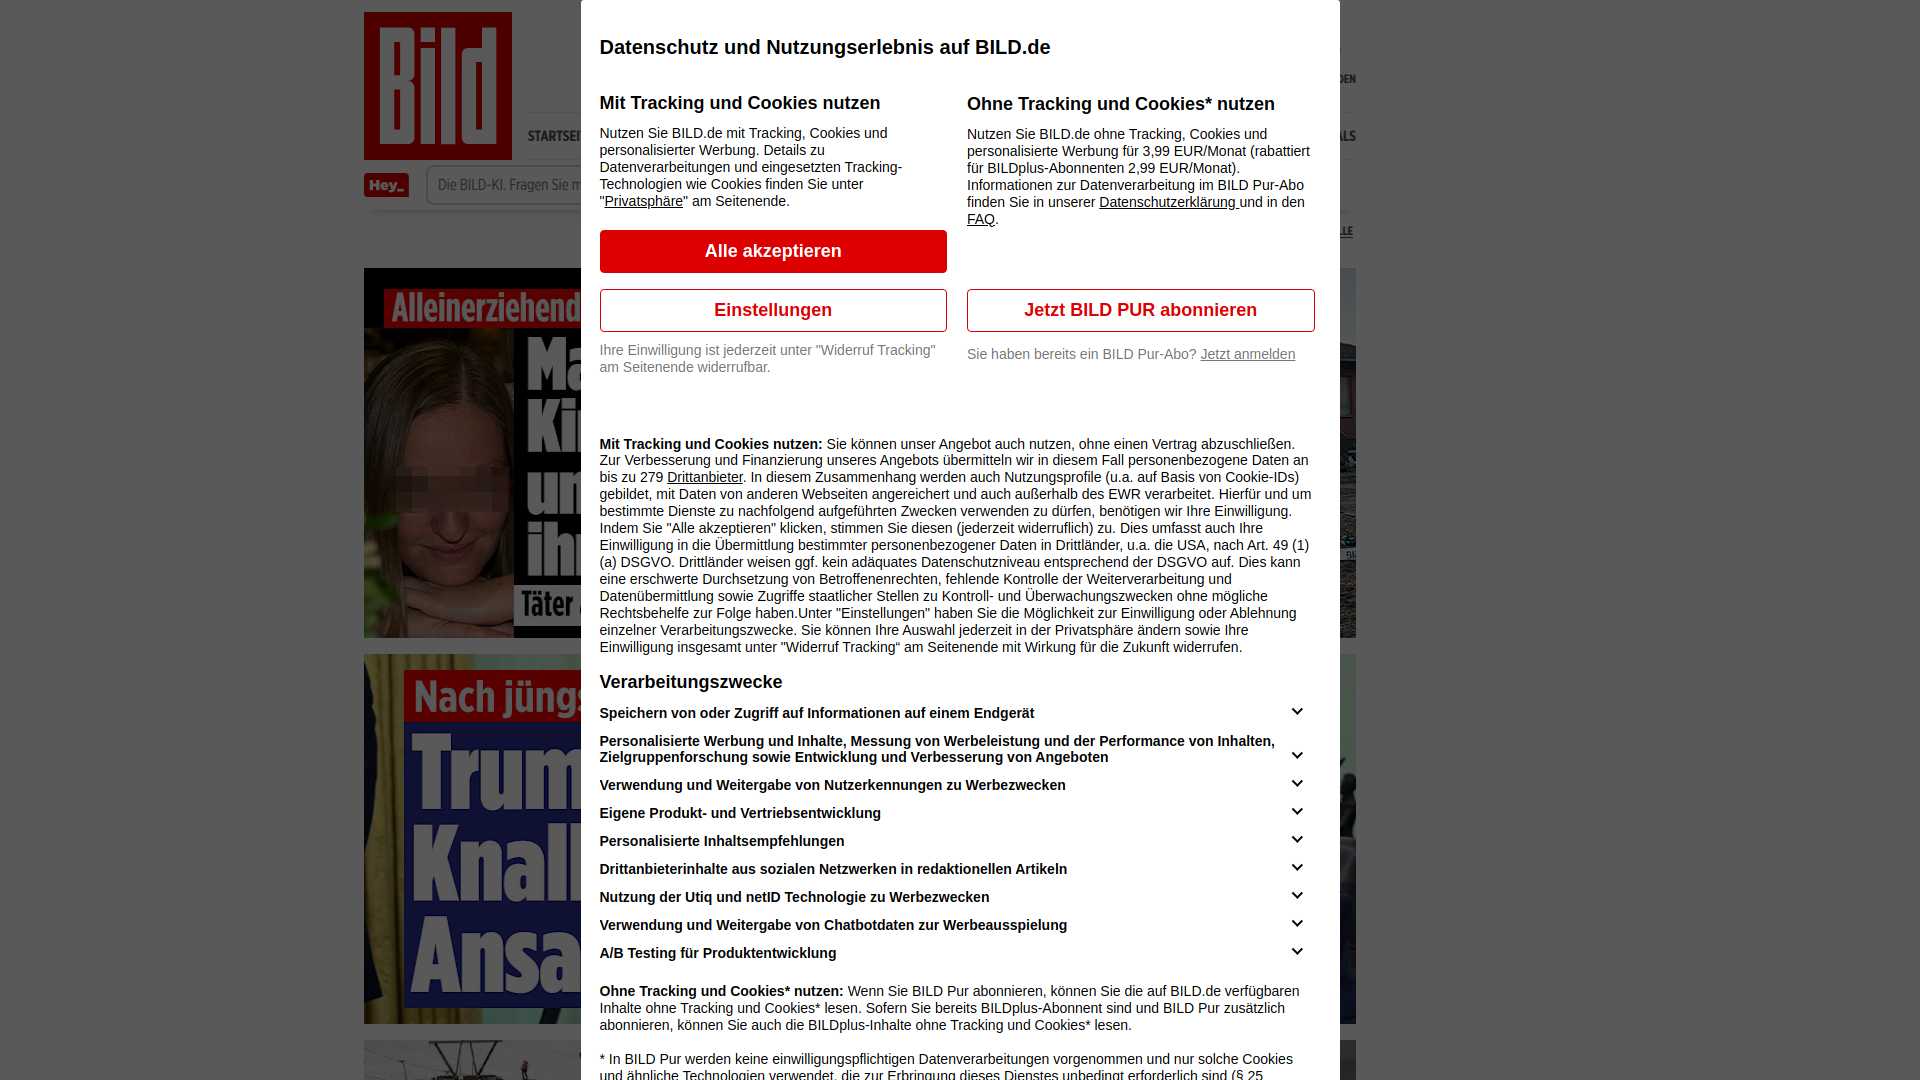 Bild
STARTSEI
Hey_
Die BILD-KI. Fragen Sie m
Alleinerziehend
Ma
Ki
un
ih
Täter
Nach jüngs
Trum
Knall
Ansa
Datenschutz und Nutzungserlebnis auf BILD.de
Mit Tracking und Cookies nutzen
Nutzen Sie BILD.de mit Tracking, Cookies und
personalisierter Werbung. Details zu
Datenverarbeitungen und eingesetzten Tracking-
Technologien wie Cookies finden Sie unter
"Privatsphäre" am Seitenende.
Alle akzeptieren
Einstellungen
Ihre Einwilligung ist jederzeit unter "Widerruf Tracking"
am Seitenende widerrufbar.
Ohne Tracking und Cookies* nutzen
Nutzen Sie BILD.de ohne Tracking, Cookies und
personalisierte Werbung für 3,99 EUR/Monat (rabattiert
für BILDplus-Abonnenten 2,99 EUR/Monat).
Informationen zur Datenverarbeitung im BILD Pur-Abo
finden Sie in unserer Datenschutzerklärung und in den
FAQ.
Jetzt BILD PUR abonnieren
Sie haben bereits ein BILD Pur-Abo? Jetzt anmelden
Mit Tracking und Cookies nutzen: Sie können unser Angebot auch nutzen, ohne einen Vertrag abzuschließen.
Zur Verbesserung und Finanzierung unseres Angebots übermitteln wir in diesem Fall personenbezogene Daten an
bis zu 279 Drittanbieter. In diesem Zusammenhang werden auch Nutzungsprofile (u.a. auf Basis von Cookie-IDs)
gebildet, mit Daten von anderen Webseiten angereichert und auch außerhalb des EWR verarbeitet. Hierfür und um
bestimmte Dienste zu nachfolgend aufgeführten Zwecken verwenden zu dürfen, benötigen wir Ihre Einwilligung.
Indem Sie "Alle akzeptieren" klicken, stimmen Sie diesen (jederzeit widerruflich) zu. Dies umfasst auch Ihre
Einwilligung in die Übermittlung bestimmter personenbezogener Daten in Drittländer, u.a. die USA, nach Art. 49 (1)
(a) DSGVO. Drittländer weisen ggf. kein adäquates Datenschutzniveau entsprechend der DSGVO auf. Dies kann
eine erschwerte Durchsetzung von Betroffenenrechten, fehlende Kontrolle der Weiterverarbeitung und
Datenübermittlung sowie Zugriffe staatlicher Stellen zu Kontroll- und Überwachungszwecken ohne mögliche
Rechtsbehelfe zur Folge haben.Unter "Einstellungen" haben Sie die Möglichkeit zur Einwilligung oder Ablehnung
einzelner Verarbeitungszwecke. Sie können Ihre Auswahl jederzeit in der Privatsphäre ändern sowie Ihre
Einwilligung insgesamt unter "Widerruf Tracking“ am Seitenende mit Wirkung für die Zukunft widerrufen.
Verarbeitungszwecke
Speichern von oder Zugriff auf Informationen auf einem Endgerät
Personalisierte Werbung und Inhalte, Messung von Werbeleistung und der Performance von Inhalten,
Zielgruppenforschung sowie Entwicklung und Verbesserung von Angeboten
Verwendung und Weitergabe von Nutzerkennungen zu Werbezwecken
Eigene Produkt- und Vertriebsentwicklung
Personalisierte Inhaltsempfehlungen
Drittanbieterinhalte aus sozialen Netzwerken in redaktionellen Artikeln
Nutzung der Utiq und netID Technologie zu Werbezwecken
Verwendung und Weitergabe von Chatbotdaten zur Werbeausspielung
A/B Testing für Produktentwicklung
Ohne Tracking und Cookies* nutzen: Wenn Sie BILD Pur abonnieren, können Sie die auf BILD.de verfügbaren
Inhalte ohne Tracking und Cookies* lesen. Sofern Sie bereits BILDplus-Abonnent sind und BILD Pur zusätzlich
abonnieren, können Sie auch die BILDplus-Inhalte ohne Tracking und Cookies* lesen.
* In BILD Pur werden keine einwilligungspflichtigen Datenverarbeitungen vorgenommen und nur solche Cookies
und ähnliche Technologien verwendet, die zur Erbringung dieses Dienstes unbedingt erforderlich sind (§ 25
DEN
ALS
LLE